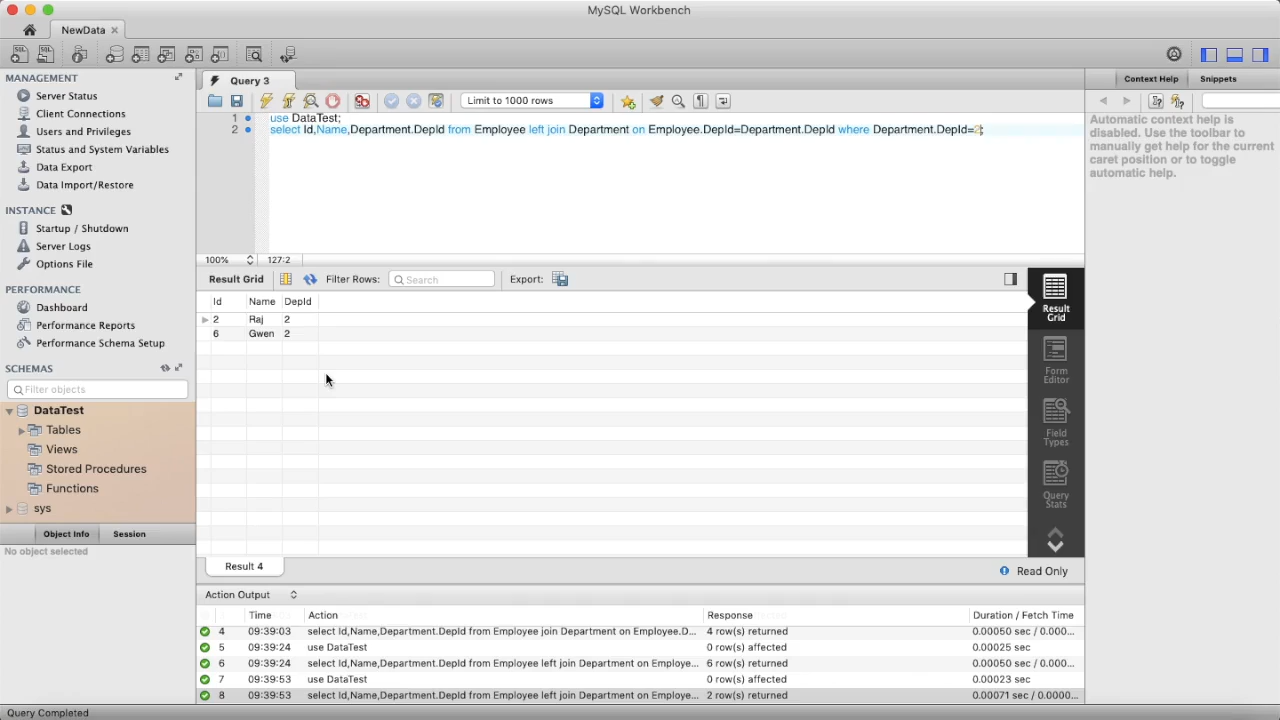 MySQL Workbench
NewData
MANAGEMENT
Server Status
Client Connections
Users and Privileges
Status and System Variables
Data Export
Data Import/Restore
INSTANCE
Startup / Shutdown
Server Logs
Options File
PERFORMANCE
Dashboard
Performance Reports
Performance Schema Setup
SCHEMAS
Filter objects
DataTest
Tables
Views
Stored Procedures
Functions
sys
Object Info Session
No object selected
Query 3
Limit to 1000 rows
1 use DataTest;
2 select Id,Name,Department.DepId from Employee left join Department on Employee.DepId=Department.DepId where Department.DepId=2;
100% 127:2
Result Grid Filter Rows: Search Export:
Id Name DepId
2 Raj 2
6 Gwen 2
Result Grid
Form Editor
Field Types
Query Stats
Result 4
Read Only
Action Output
Time Action Response Duration / Fetch Time
4 09:39:03 select Id,Name,Department.DepId from Employee join Department on Employee.D... 4 row(s) returned 0.00050 sec / 0.000...
5 09:39:24 use DataTest 0 row(s) affected 0.00025 sec
6 09:39:24 select Id,Name,Department.DepId from Employee left join Department on Employe... 6 row(s) returned 0.00050 sec / 0.000...
7 09:39:53 use DataTest 0 row(s) affected 0.00023 sec
8 09:39:53 select Id,Name,Department.DepId from Employee left join Department on Employe... 2 row(s) returned 0.00071 sec / 0.0000...
Context Help Snippets
Automatic context help is
disabled. Use the toolbar to
manually get help for the current
caret position or to toggle
automatic help.
Query Completed